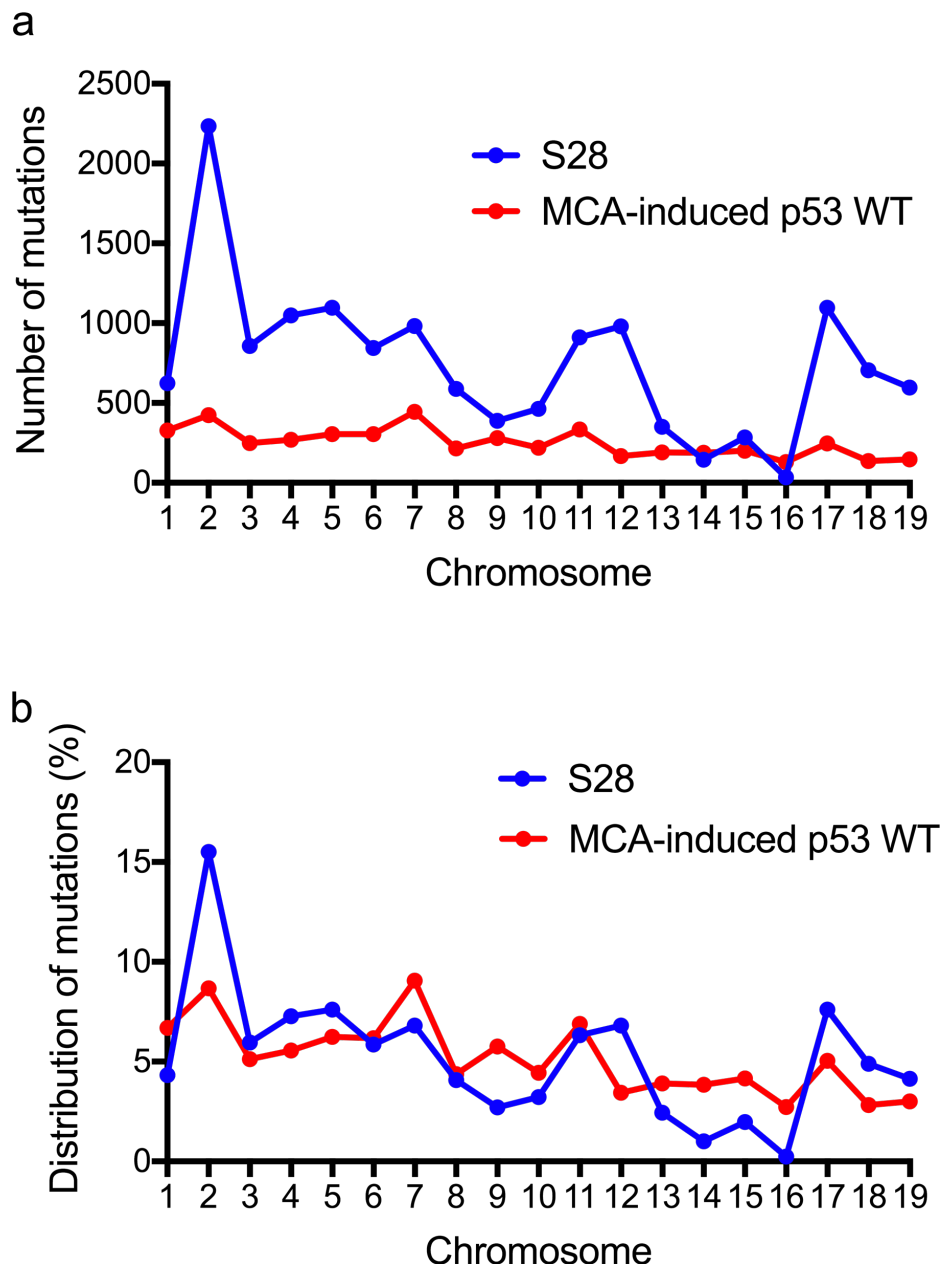 a
Number of mutations
2500
2000
1500
1000
500
0
S28
MCA-induced p53 WT
1 2 3 4 5 6 7 8 9 10 11 12 13 14 15 16 17 18 19
Chromosome
b
Distribution of mutations (%)
20
15
10
5
0
S28
MCA-induced p53 WT
1 2 3 4 5 6 7 8 9 10 11 12 13 14 15 16 17 18 19
Chromosome